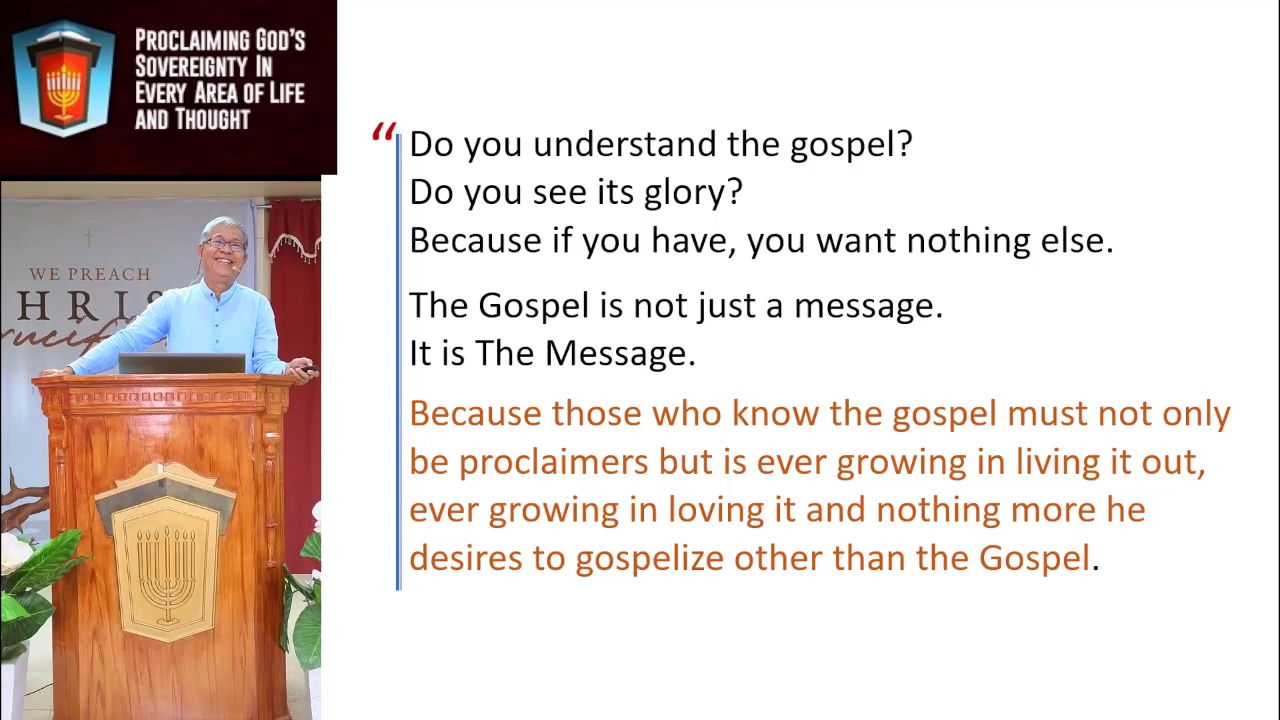 PROCLAIMING GOD'S
SOVEREIGNTY IN
EVERY AREA OF LIFE
AND THOUGHT
“
Do you understand the gospel?
Do you see its glory?
Because if you have, you want nothing else.
The Gospel is not just a message.
It is The Message.
Because those who know the gospel must not only
be proclaimers but is ever growing in living it out,
ever growing in loving it and nothing more he
desires to gospelize other than the Gospel.
WE PREACH
HRIS